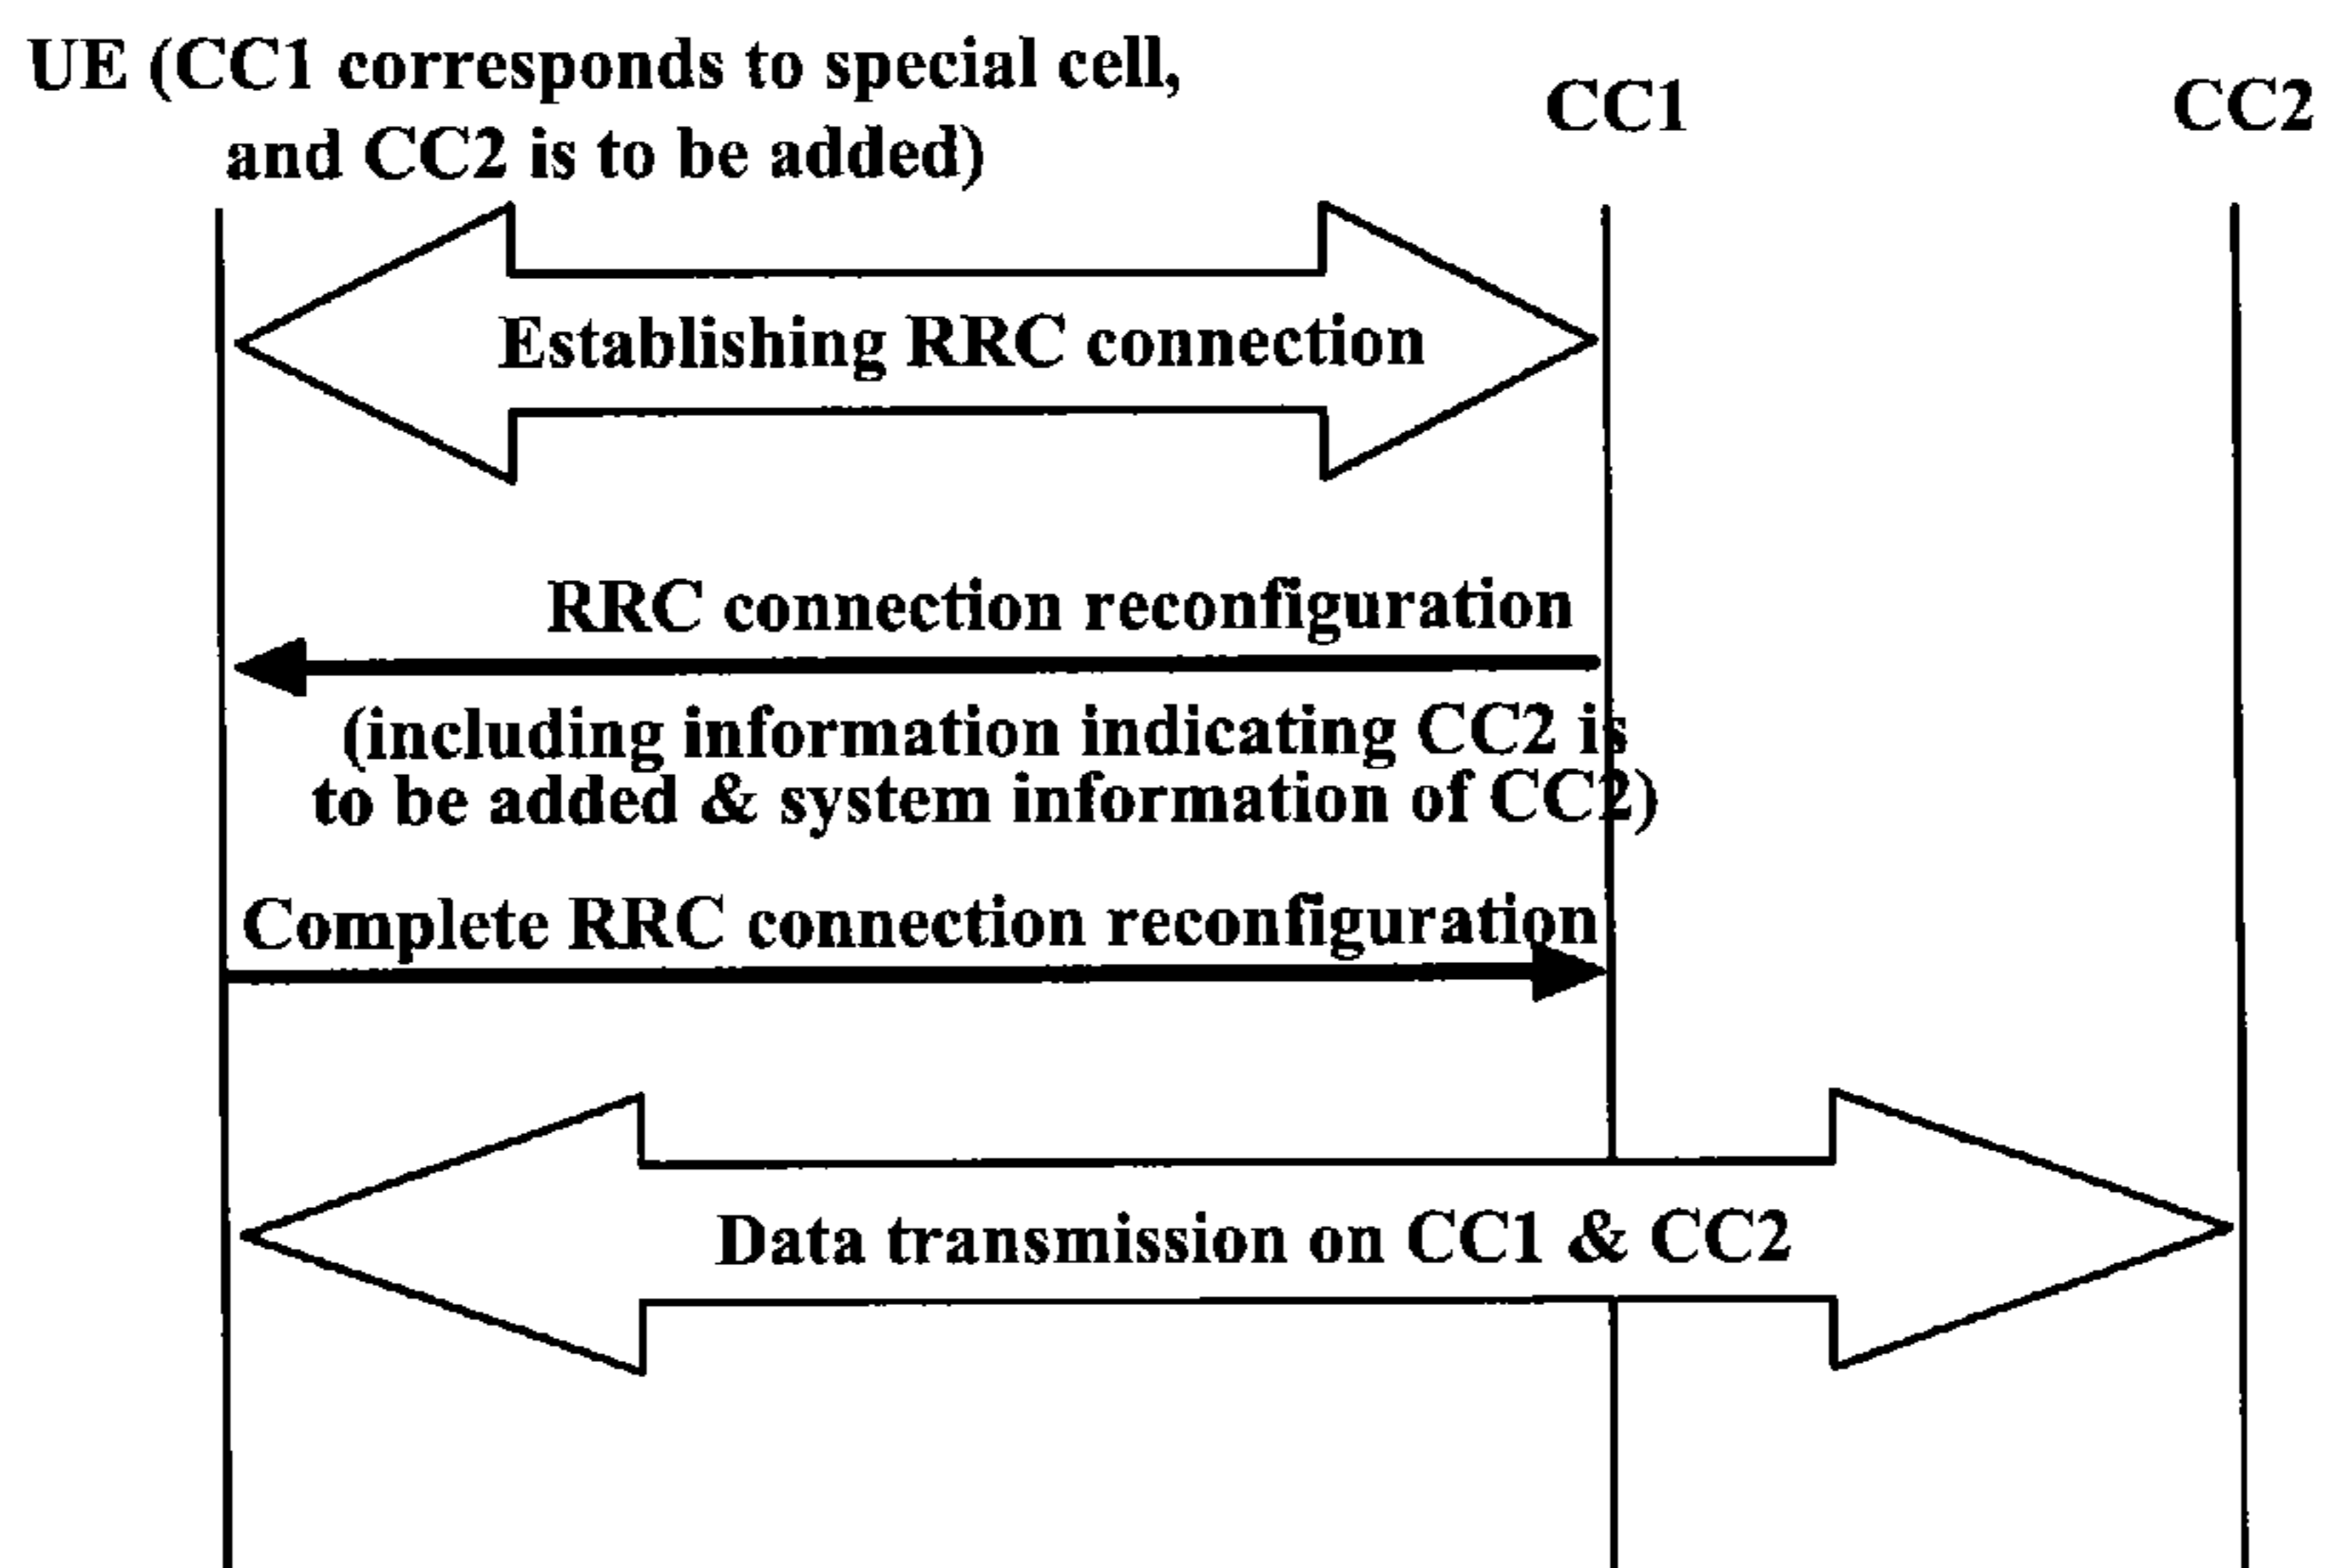 UE (CC1 corresponds to special cell,
and CC2 is to be added)
CC1
CC2
Establishing RRC connection
RRC connection reconfiguration
(including information indicating CC2 is
to be added & system information of CC2)
Complete RRC connection reconfiguration
Data transmission on CC1 & CC2